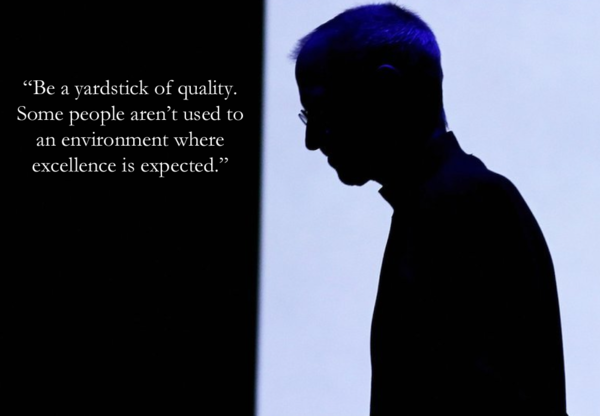 “Be a yardstick of quality.
Some people aren’t used to
an environment where
excellence is expected.”